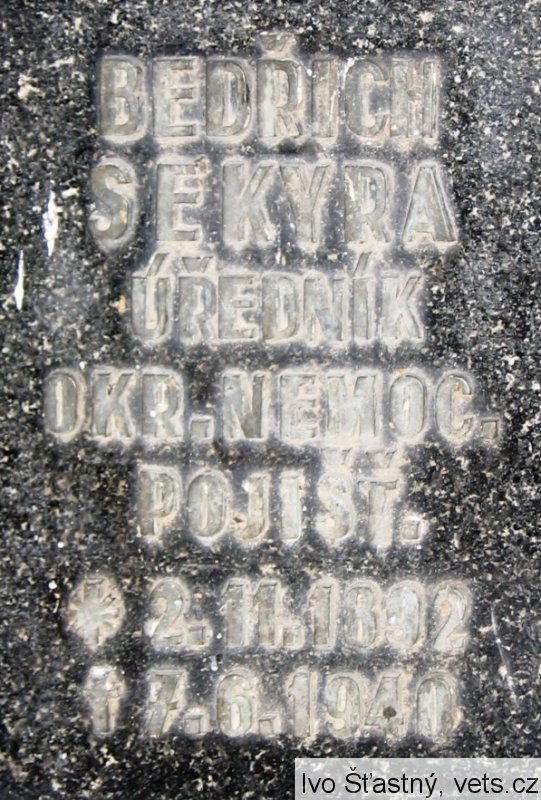 BEDŘICH
SEKYRA
ÚŘEDNÍK
OKR. NEMOC.
POJIŠŤ.
* 2.11.1892
† 7.6.1940
Ivo Šťastný, vets.cz